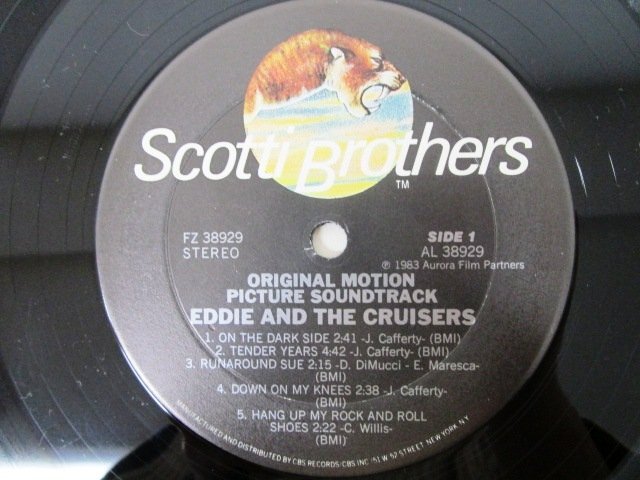 Scotti Brothers
TM
FZ 38929
STEREO
SIDE 1
AL 38929
℗ 1983 Aurora Film Partners
ORIGINAL MOTION
PICTURE SOUNDTRACK
EDDIE AND THE CRUISERS
1. ON THE DARK SIDE 2:41 -J. Cafferty- (BMI)
2. TENDER YEARS 4:42 -J. Cafferty- (BMI)
3. RUNAROUND SUE 2:15 -D. DiMucci - E. Maresca-
(BMI)
4. DOWN ON MY KNEES 2:38 -J. Cafferty-
(BMI)
5. HANG UP MY ROCK AND ROLL
SHOES 2:22 -C. Willis-
(BMI)
MANUFACTURED AND DISTRIBUTED BY CBS RECORDS/CBS INC /51 W. 52 STREET, NEW YORK, N.Y.